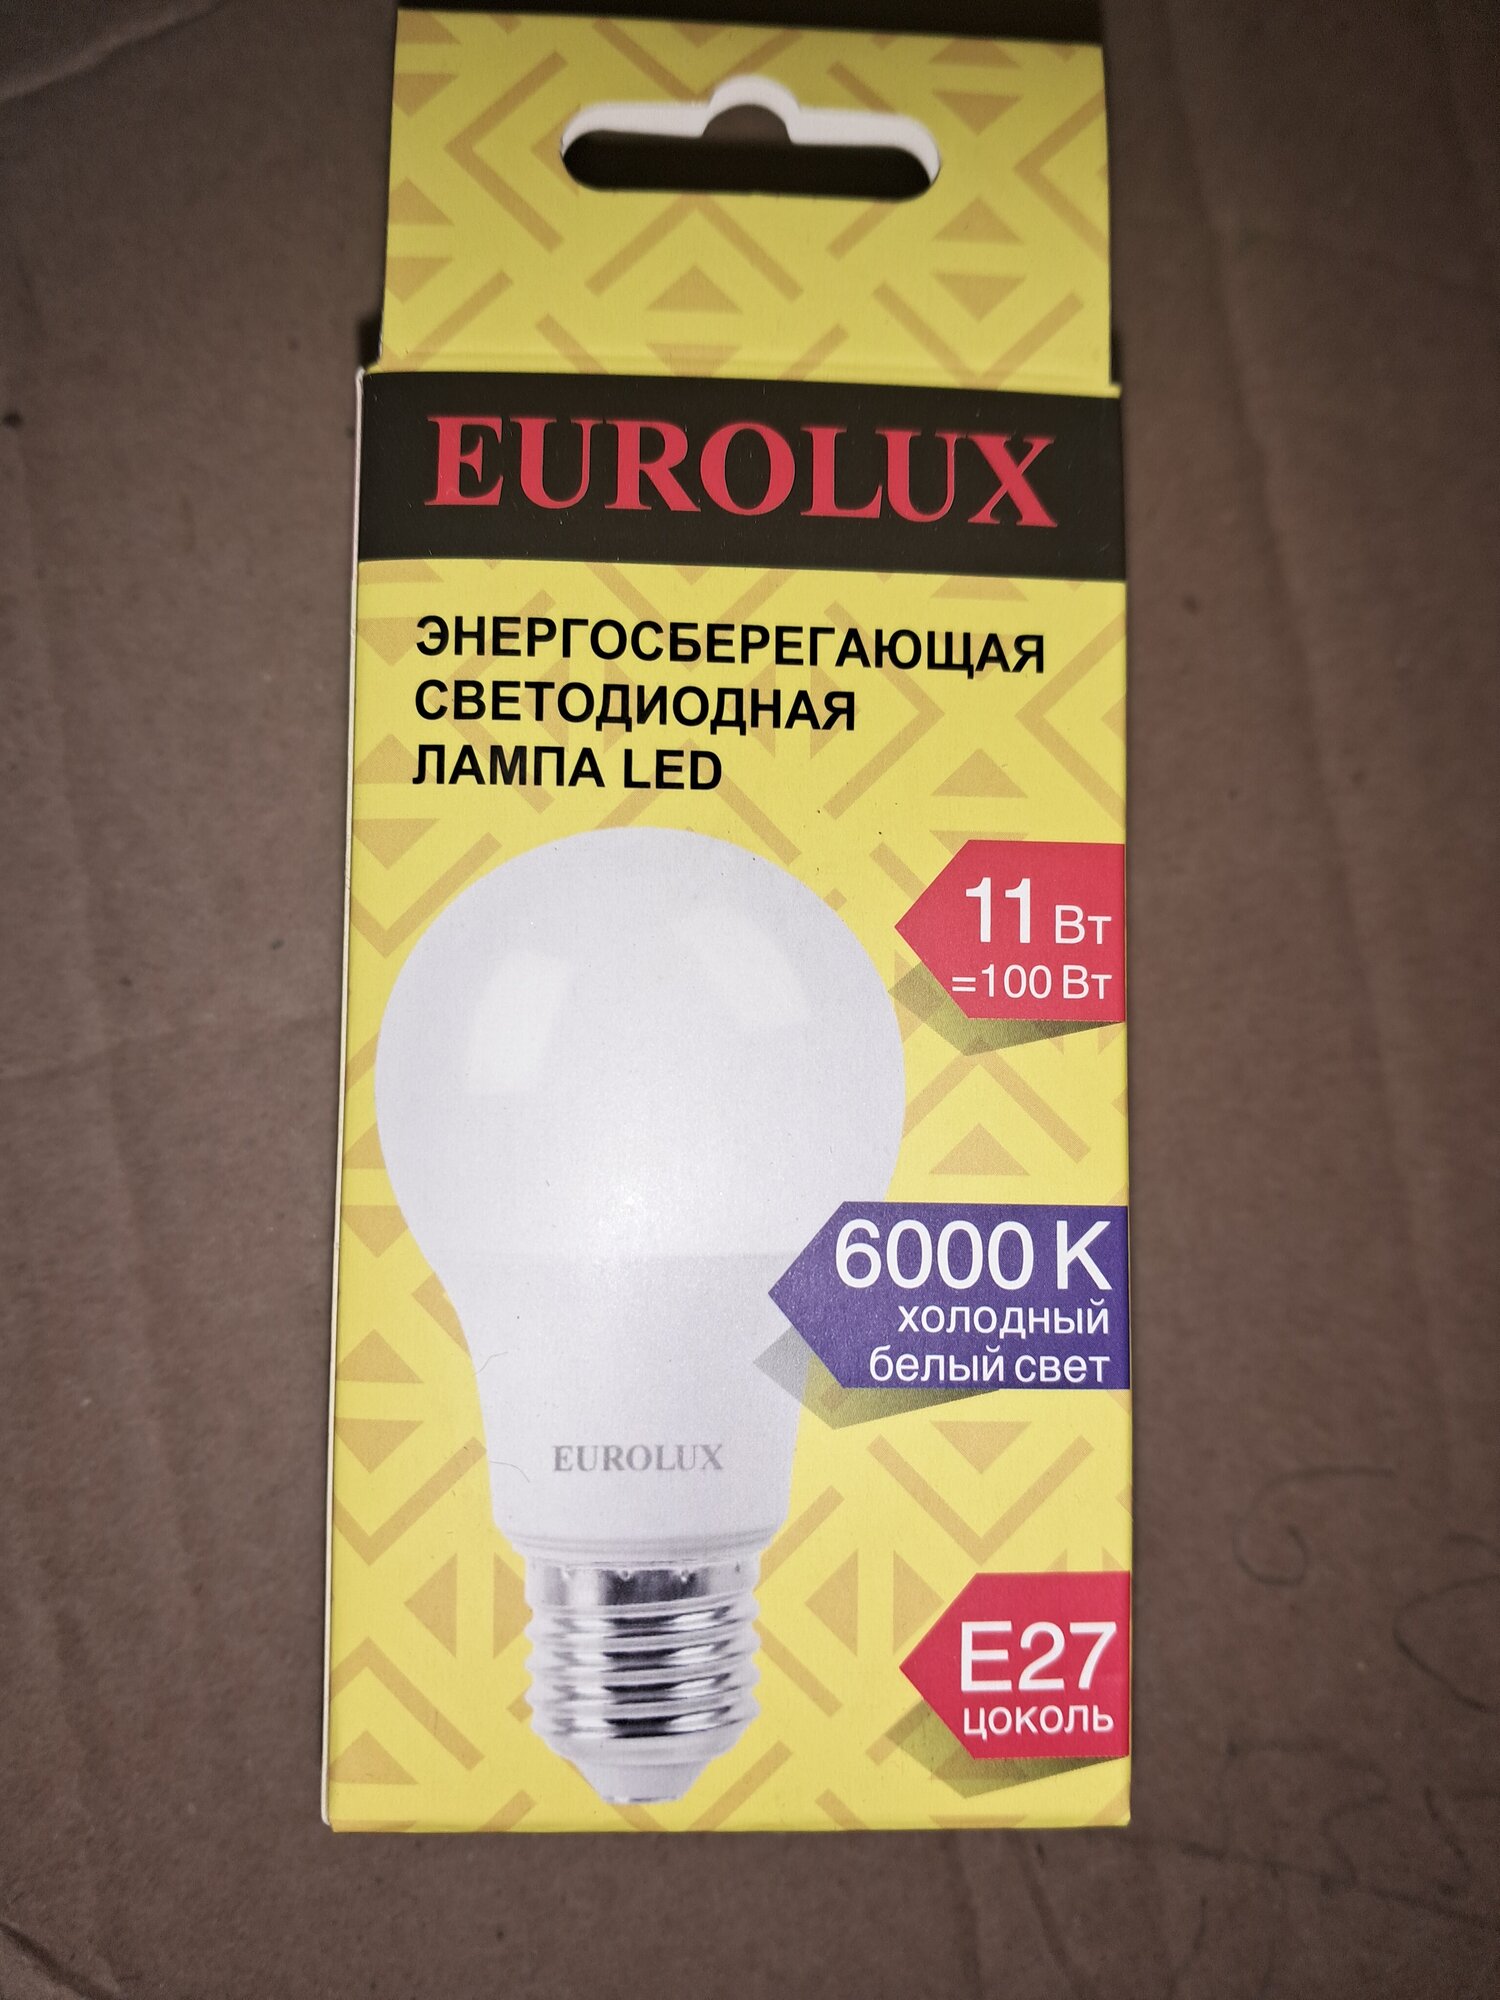 EUROLUX
ЭНЕРГОСБЕРЕГАЮЩАЯ
СВЕТОДИОДНАЯ
ЛАМПА LED
11 Вт
=100 Вт
6000 К
холодный
белый свет
EUROLUX
E27
цоколь